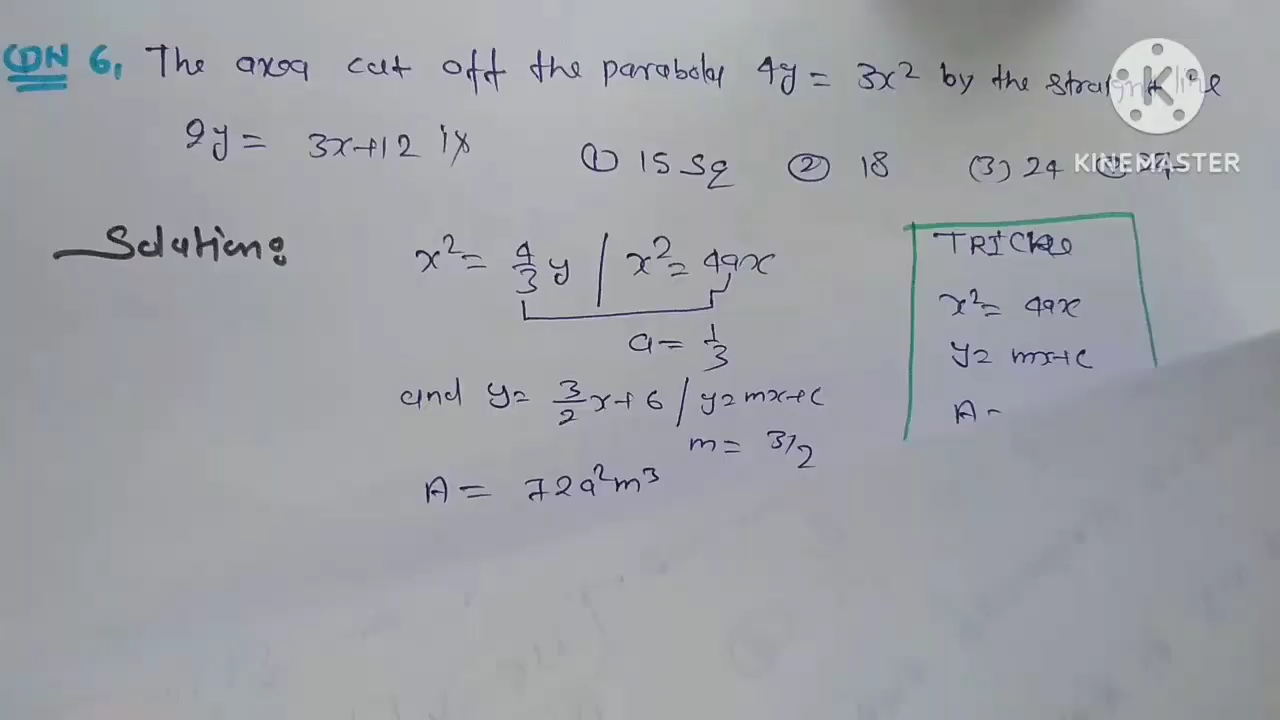 QN 6. The area cut off the parabola 4y = 3x² by the straight line
2y = 3x+12 is (1) 15 sq (2) 18 (3) 24
KINEMASTER
Solution:
x² = 4/3 y / x² = 4ax
a = 1/3
and y = 3/2 x + 6 / y = mx+c
m = 3/2
A = 72a²m³
TRICK
x² = 4ax
y = mx+c
A -